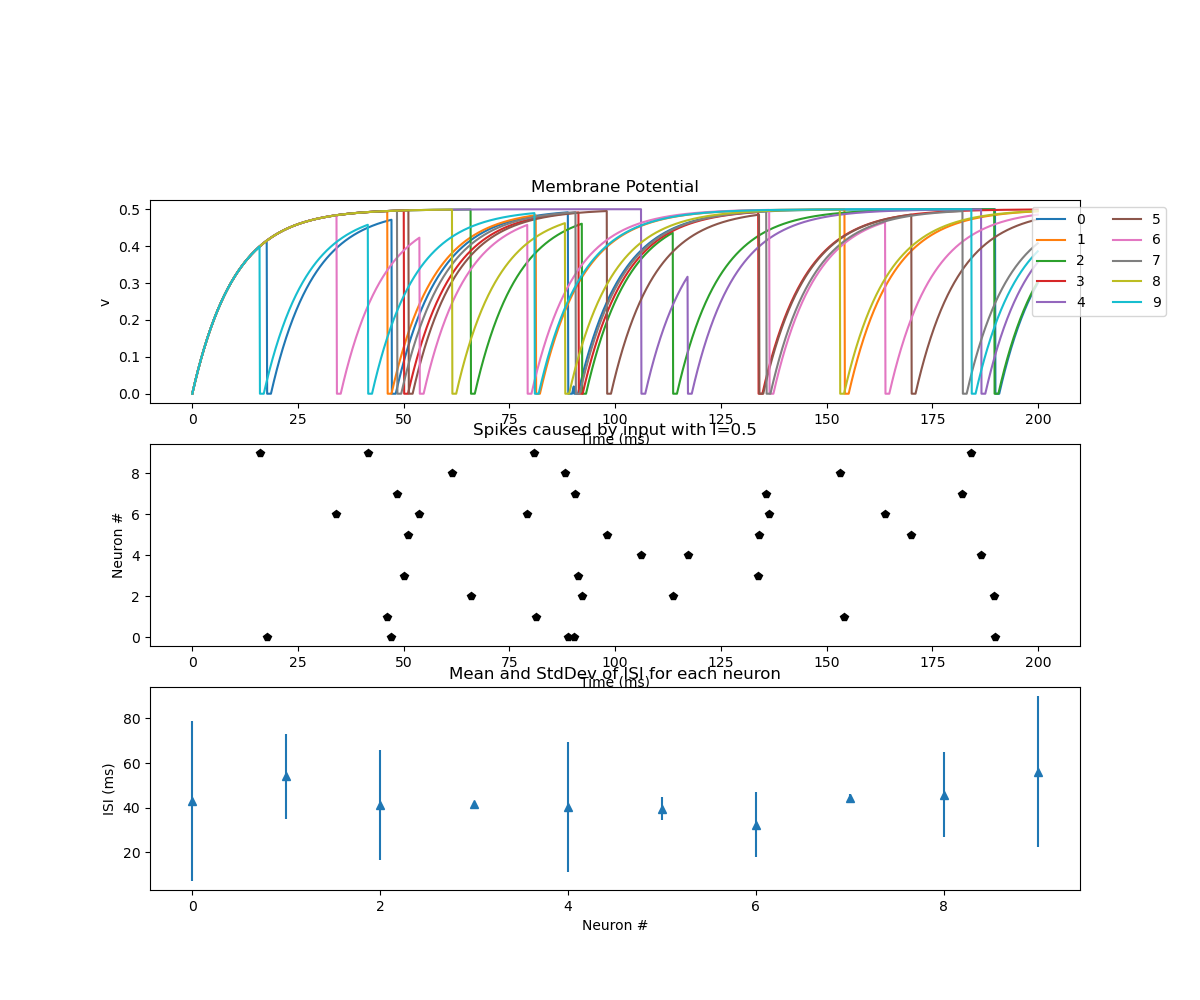 Membrane Potential
v
0.5
0.4
0.3
0.2
0.1
0.0
0 5
1 6
2 7
3 8
4 9
0 25 50 75 100 125 150 175 200
Time (ms)
Spikes caused by input with I=0.5
Neuron #
8
6
4
2
0
0 25 50 75 100 125 150 175 200
Time (ms)
Mean and StdDev of ISI for each neuron
ISI (ms)
80
60
40
20
0 2 4 6 8
Neuron #